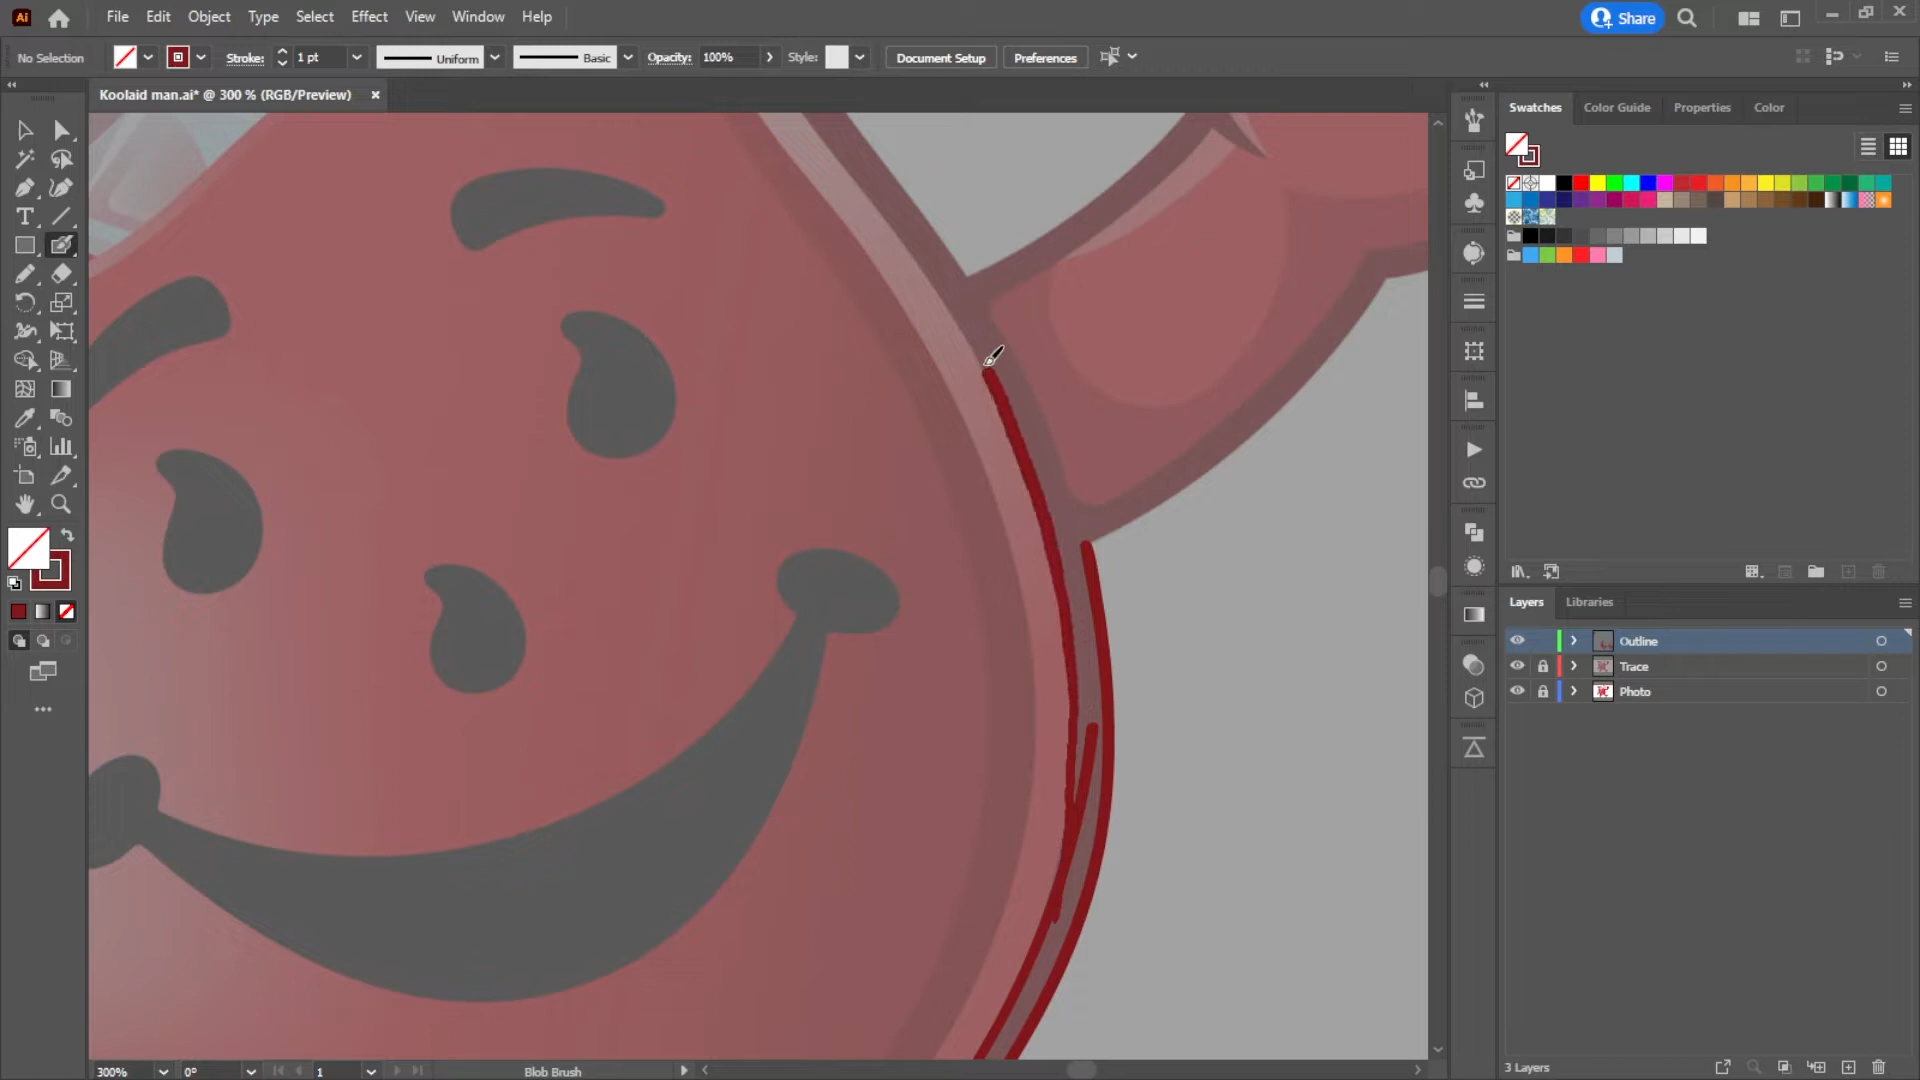 Ai File Edit Object Type Select Effect View Window Help Share
No Selection Stroke: 1 pt Uniform Basic Opacity: 100% Style: Document Setup Preferences
Koolaid man.ai* @ 300 % (RGB/Preview)
Swatches Color Guide Properties Color
Layers Libraries
Outline
Trace
Photo
300% 0° 1 Blob Brush
3 Layers